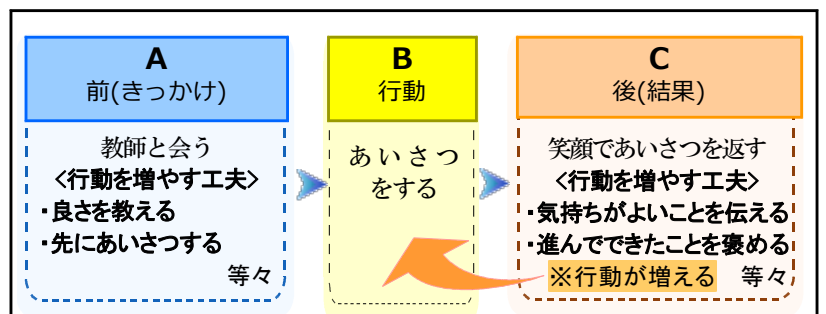 A
前(きっかけ)
教師と会う
<行動を増やす工夫>
・良さを教える
・先にあいさつする
等々
B
行動
あいさつ
をする
C
後(結果)
笑顔であいさつを返す
<行動を増やす工夫>
・気持ちがよいことを伝える
・進んでできたことを褒める
※行動が増える 等々